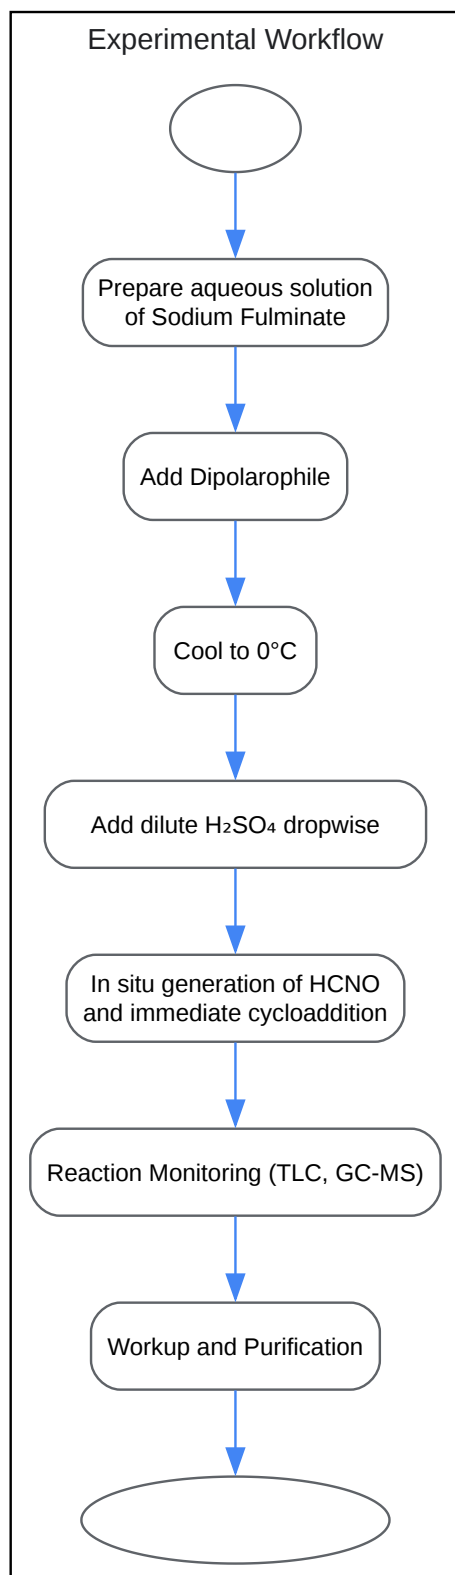 Experimental Workflow
Prepare aqueous solution
of Sodium Fulminate
Add Dipolarophile
Cool to 0°C
Add dilute H₂SO₄ dropwise
In situ generation of HCNO
and immediate cycloaddition
Reaction Monitoring (TLC, GC-MS)
Workup and Purification